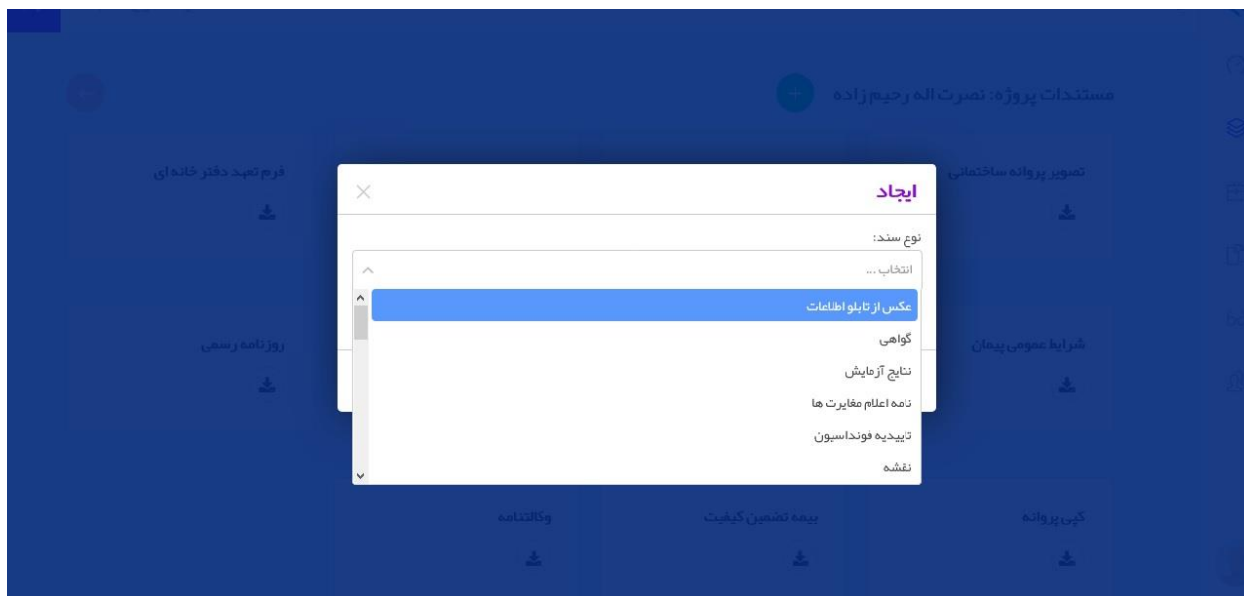 مستندات پروژه: نصرت اله رحیم زاده
تصویر پروانه ساختمانی
فرم تعهد دفتر خانه ای
ایجاد
نوع سند:
انتخاب ...
عکس از تابلو اطلاعات
گواهی
نتایج آزمایش
نامه اعلام مغایرت ها
تاییدیه فونداسیون
نقشه
شرایط عمومی پیمان
روزنامه رسمی
کپی پروانه
بیمه تضمین کیفیت
وکالتنامه